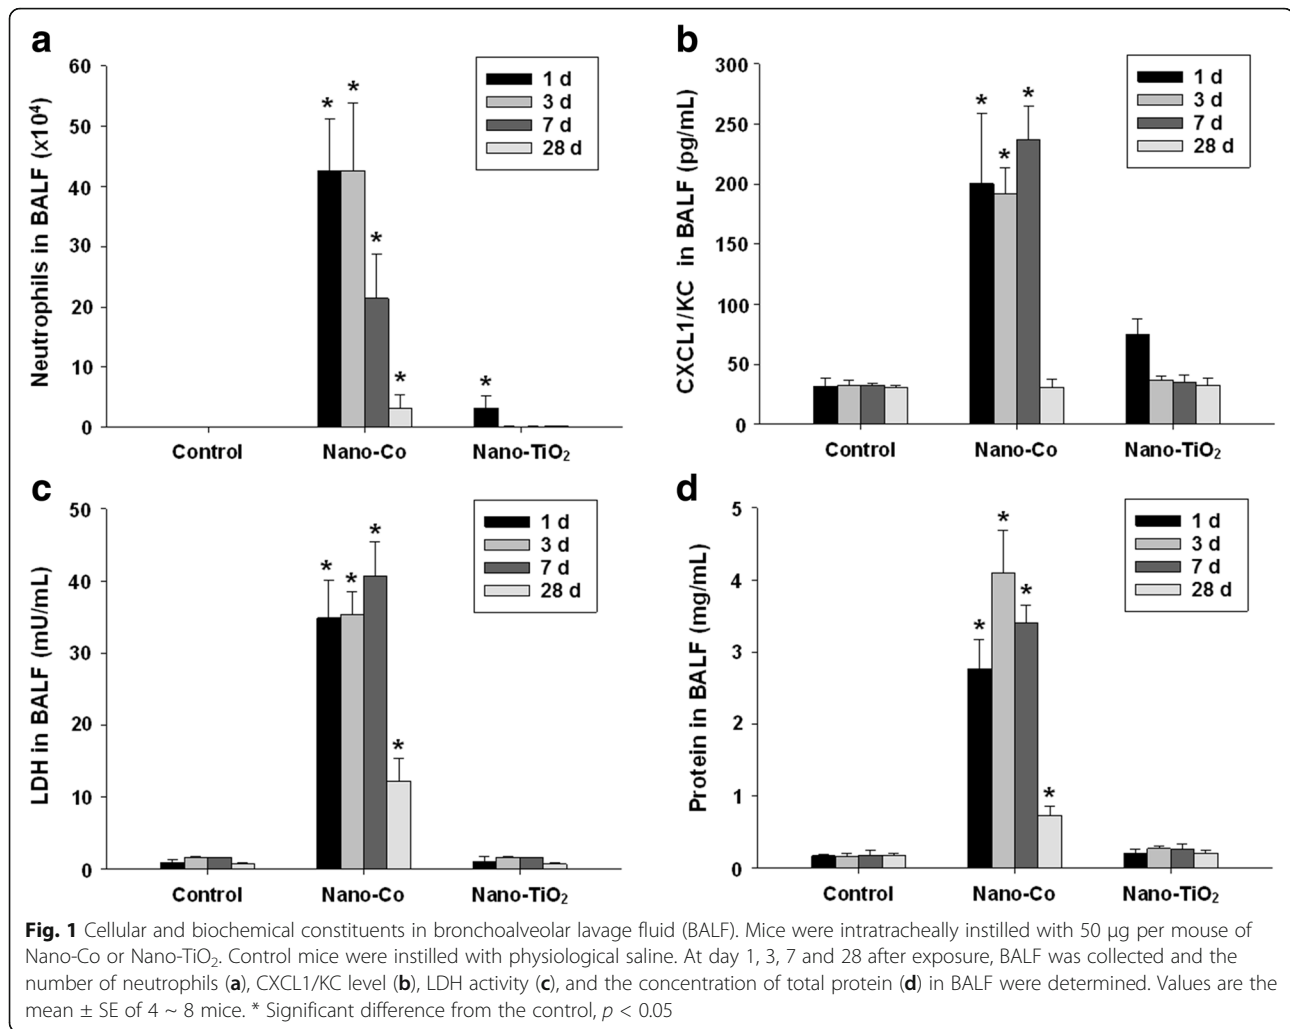 a
Neutrophils in BALF (x10⁴)
60
50
40
30
20
10
0
1 d
3 d
7 d
28 d
* * * * *
Control Nano-Co Nano-TiO₂
b
CXCL1/KC in BALF (pg/mL)
300
250
200
150
100
50
0
1 d
3 d
7 d
28 d
* * *
Control Nano-Co Nano-TiO₂
c
LDH in BALF (mU/mL)
50
40
30
20
10
0
1 d
3 d
7 d
28 d
* * * *
Control Nano-Co Nano-TiO₂
d
Protein in BALF (mg/mL)
5
4
3
2
1
0
1 d
3 d
7 d
28 d
* * * *
Control Nano-Co Nano-TiO₂
Fig. 1 Cellular and biochemical constituents in bronchoalveolar lavage fluid (BALF). Mice were intratracheally instilled with 50 μg per mouse of
Nano-Co or Nano-TiO₂. Control mice were instilled with physiological saline. At day 1, 3, 7 and 28 after exposure, BALF was collected and the
number of neutrophils (a), CXCL1/KC level (b), LDH activity (c), and the concentration of total protein (d) in BALF were determined. Values are the
mean ± SE of 4 ~ 8 mice. * Significant difference from the control, p < 0.05